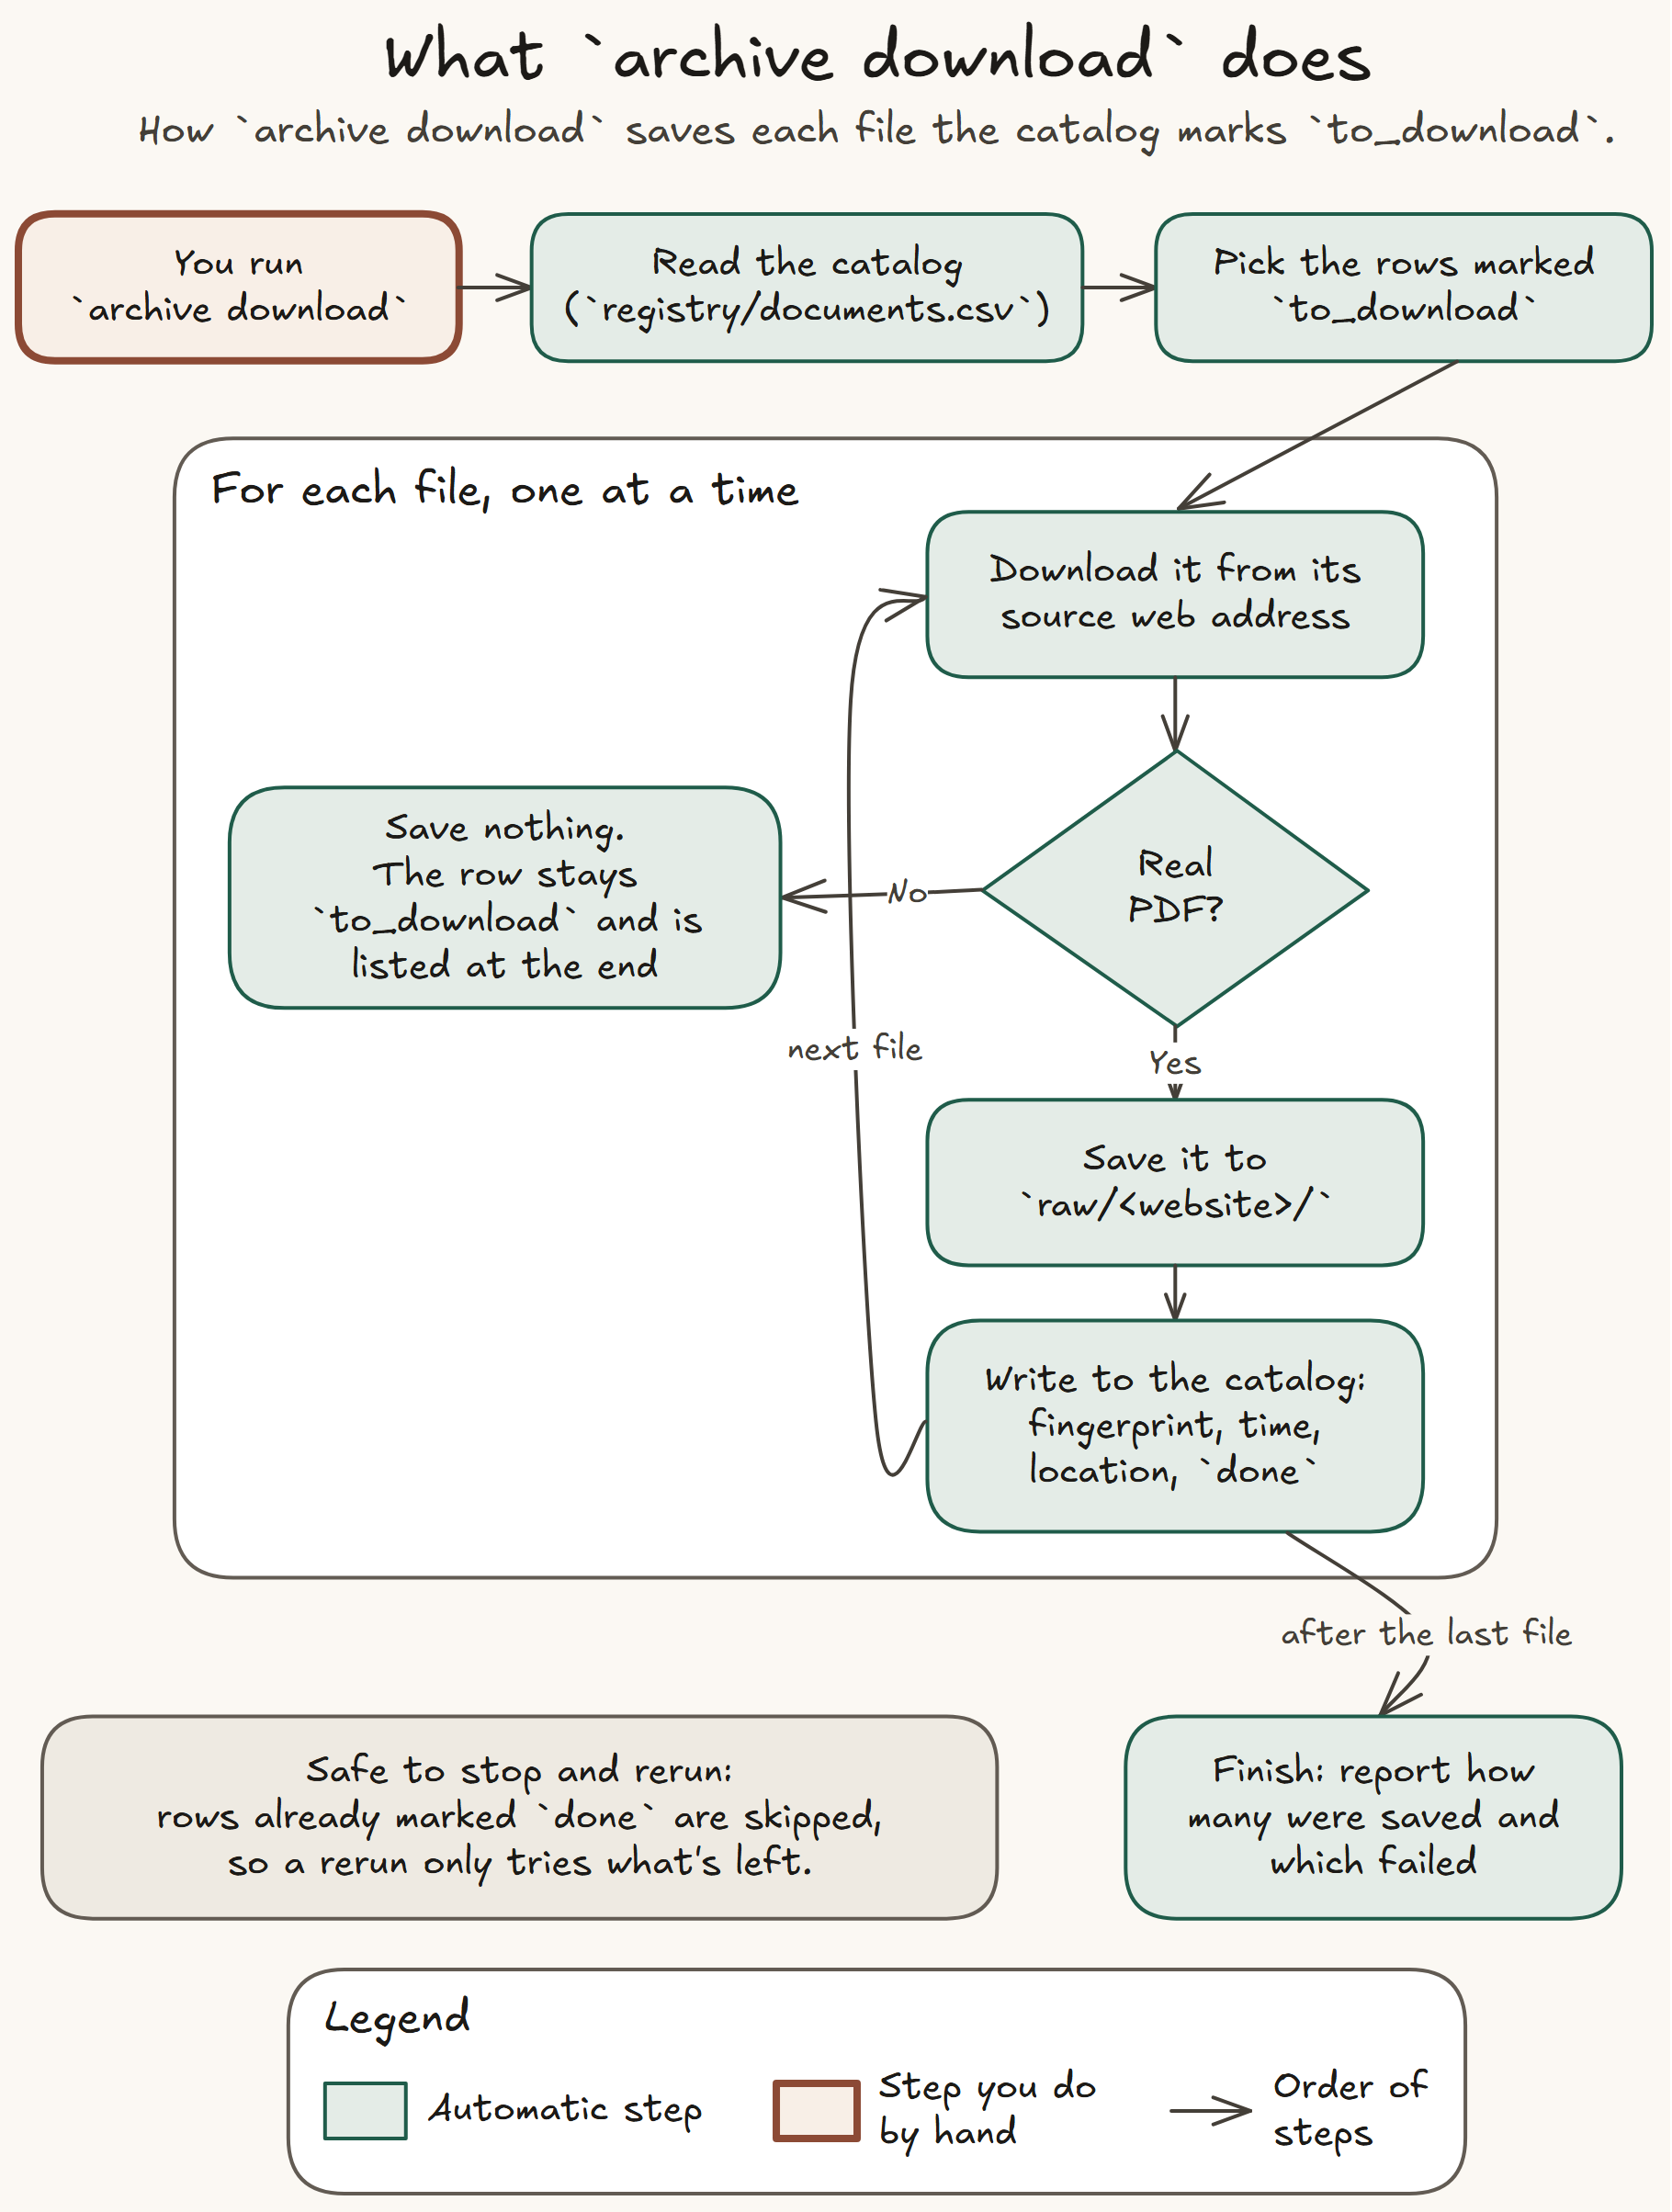 What `archive download` does
How `archive download` saves each file the catalog marks `to_download`.
You run
`archive download`
Read the catalog
(`registry/documents.csv`)
Pick the rows marked
`to_download`
For each file, one at a time
Download it from its
source web address
Real
PDF?
No
Save nothing.
The row stays
`to_download` and is
listed at the end
next file
Yes
Save it to
`raw/<website>/`
Write to the catalog:
fingerprint, time,
location, `done`
after the last file
Safe to stop and rerun:
rows already marked `done` are skipped,
so a rerun only tries what's left.
Finish: report how
many were saved and
which failed
Legend
Automatic step
Step you do
by hand
Order of
steps